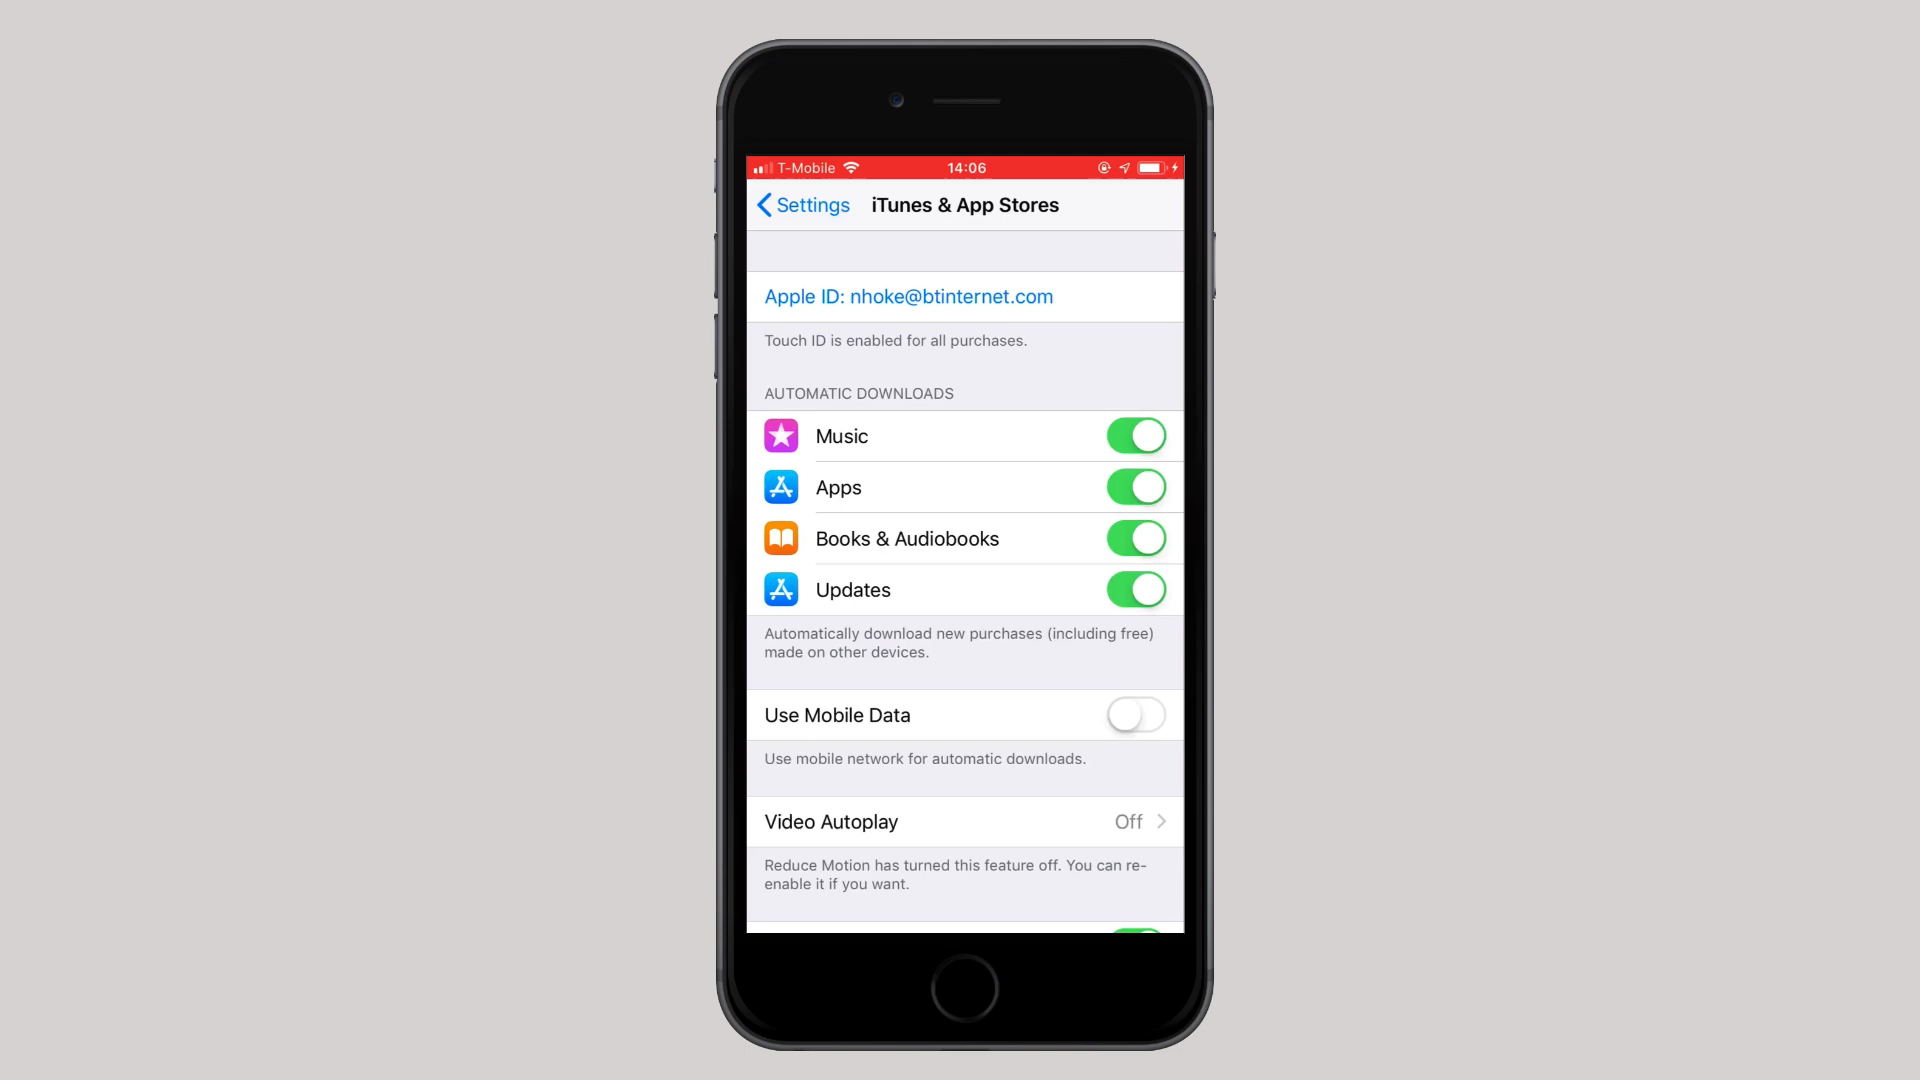 T-Mobile 14:06
Settings iTunes & App Stores
Apple ID: nhoke@btinternet.com
Touch ID is enabled for all purchases.
AUTOMATIC DOWNLOADS
Music
Apps
Books & Audiobooks
Updates
Automatically download new purchases (including free)
made on other devices.
Use Mobile Data
Use mobile network for automatic downloads.
Video Autoplay Off
Reduce Motion has turned this feature off. You can re-
enable it if you want.